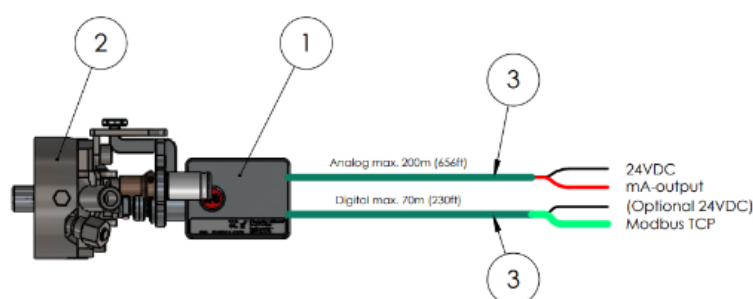 2
1
3
Analog max. 200m (656ft)
24VDC
mA-output
Digital max. 70m (230ft)
(Optional 24VDC)
Modbus TCP
3